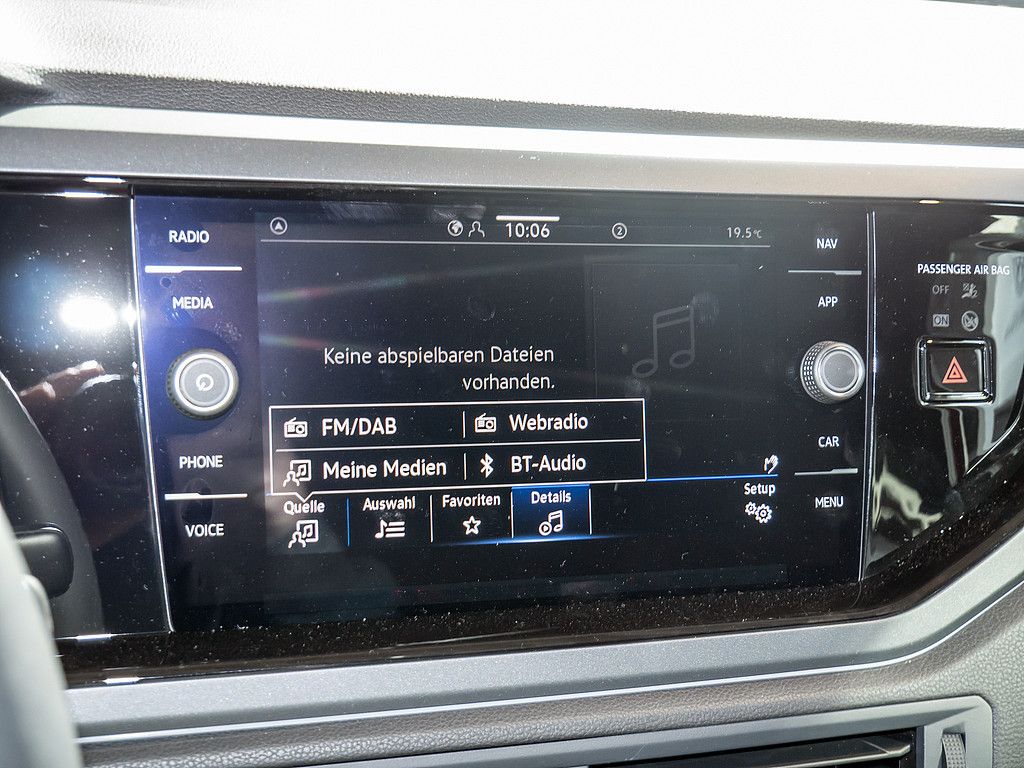 RADIO
MEDIA
PHONE
VOICE
10:06
2
19.5°C
Keine abspielbaren Dateien
vorhanden.
FM/DAB
Webradio
Meine Medien
BT-Audio
Quelle
Auswahl
Favoriten
Details
Setup
NAV
APP
CAR
MENU
PASSENGER AIR BAG
OFF
ON